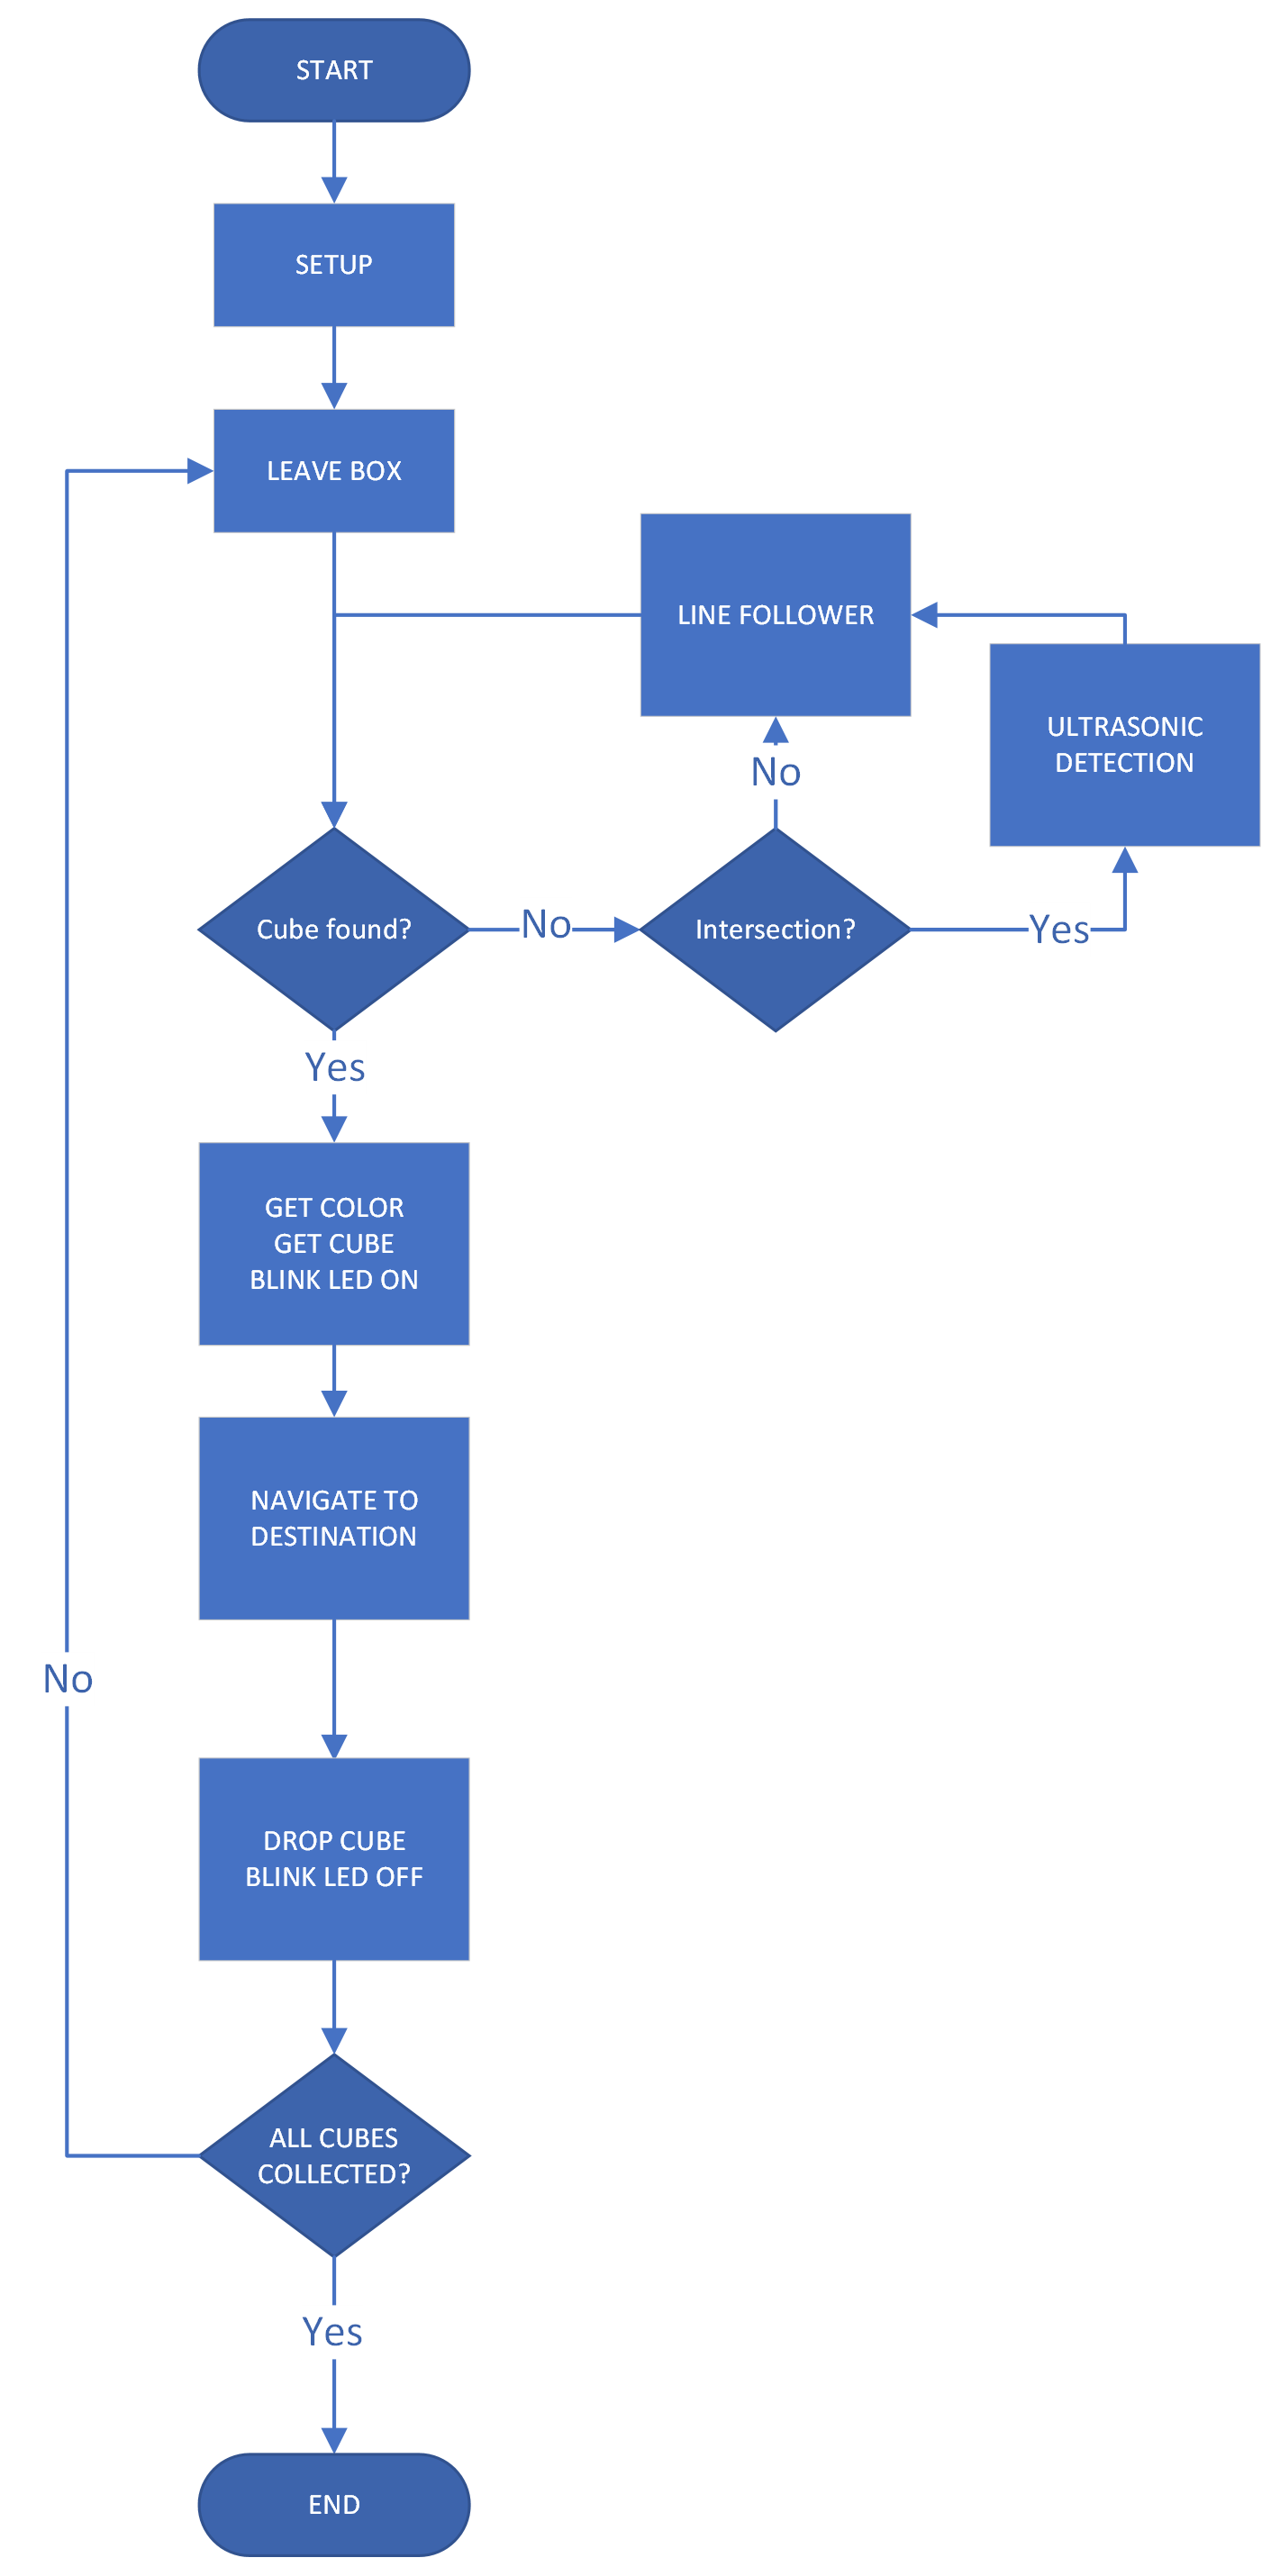 START
SETUP
LEAVE BOX
LINE FOLLOWER
ULTRASONIC
DETECTION
No
Cube found?
No
Intersection?
Yes
Yes
GET COLOR
GET CUBE
BLINK LED ON
NAVIGATE TO
DESTINATION
No
DROP CUBE
BLINK LED OFF
ALL CUBES
COLLECTED?
Yes
END